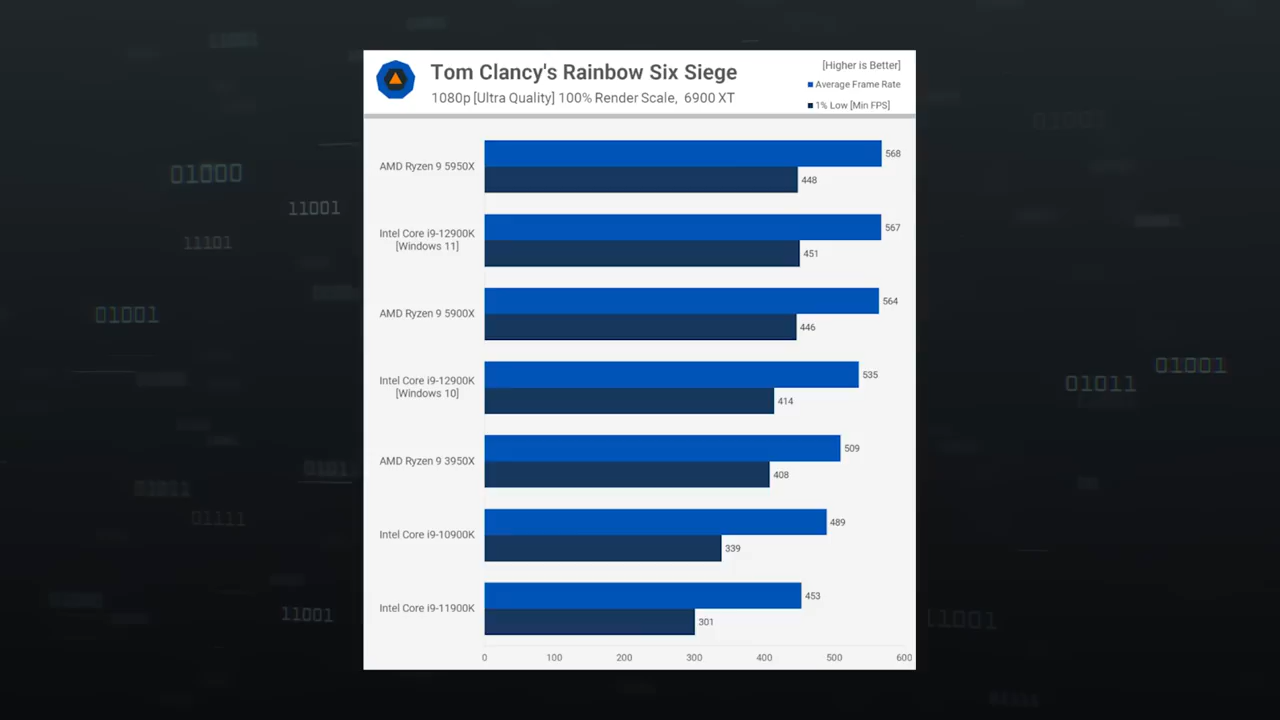 Tom Clancy's Rainbow Six Siege
1080p [Ultra Quality] 100% Render Scale, 6900 XT
[Higher is Better]
Average Frame Rate
1% Low [Min FPS]
AMD Ryzen 9 5950X
568
448
Intel Core i9-12900K
[Windows 11]
567
451
AMD Ryzen 9 5900X
564
446
Intel Core i9-12900K
[Windows 10]
535
414
AMD Ryzen 9 3950X
509
408
Intel Core i9-10900K
489
339
Intel Core i9-11900K
453
301
0 100 200 300 400 500 600
01000
11001
11101
01001
01011
01001
01011
01111
11001